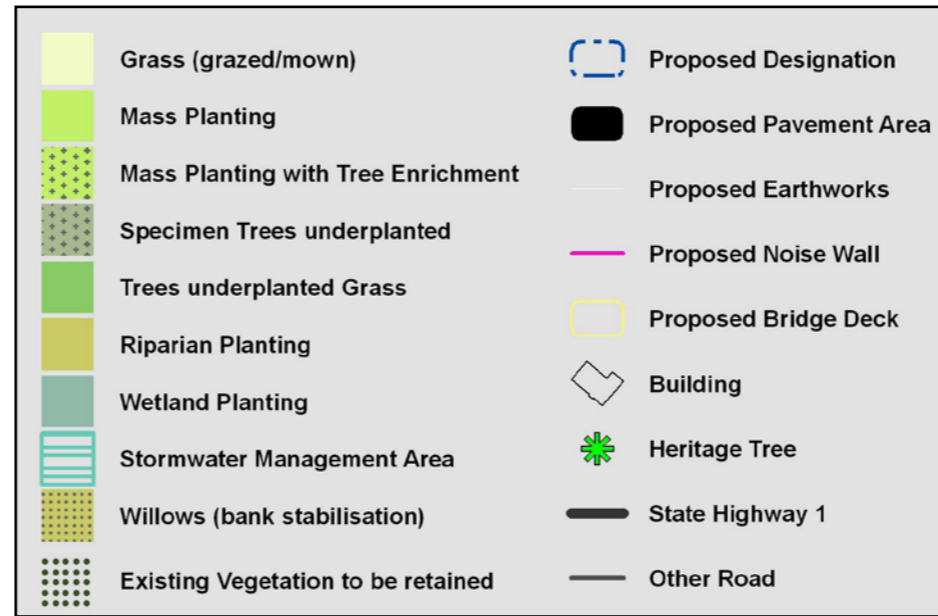 Grass (grazed/mown)
Mass Planting
Mass Planting with Tree Enrichment
Specimen Trees underplanted
Trees underplanted Grass
Riparian Planting
Wetland Planting
Stormwater Management Area
Willows (bank stabilisation)
Existing Vegetation to be retained
Proposed Designation
Proposed Pavement Area
Proposed Earthworks
Proposed Noise Wall
Proposed Bridge Deck
Building
Heritage Tree
State Highway 1
Other Road